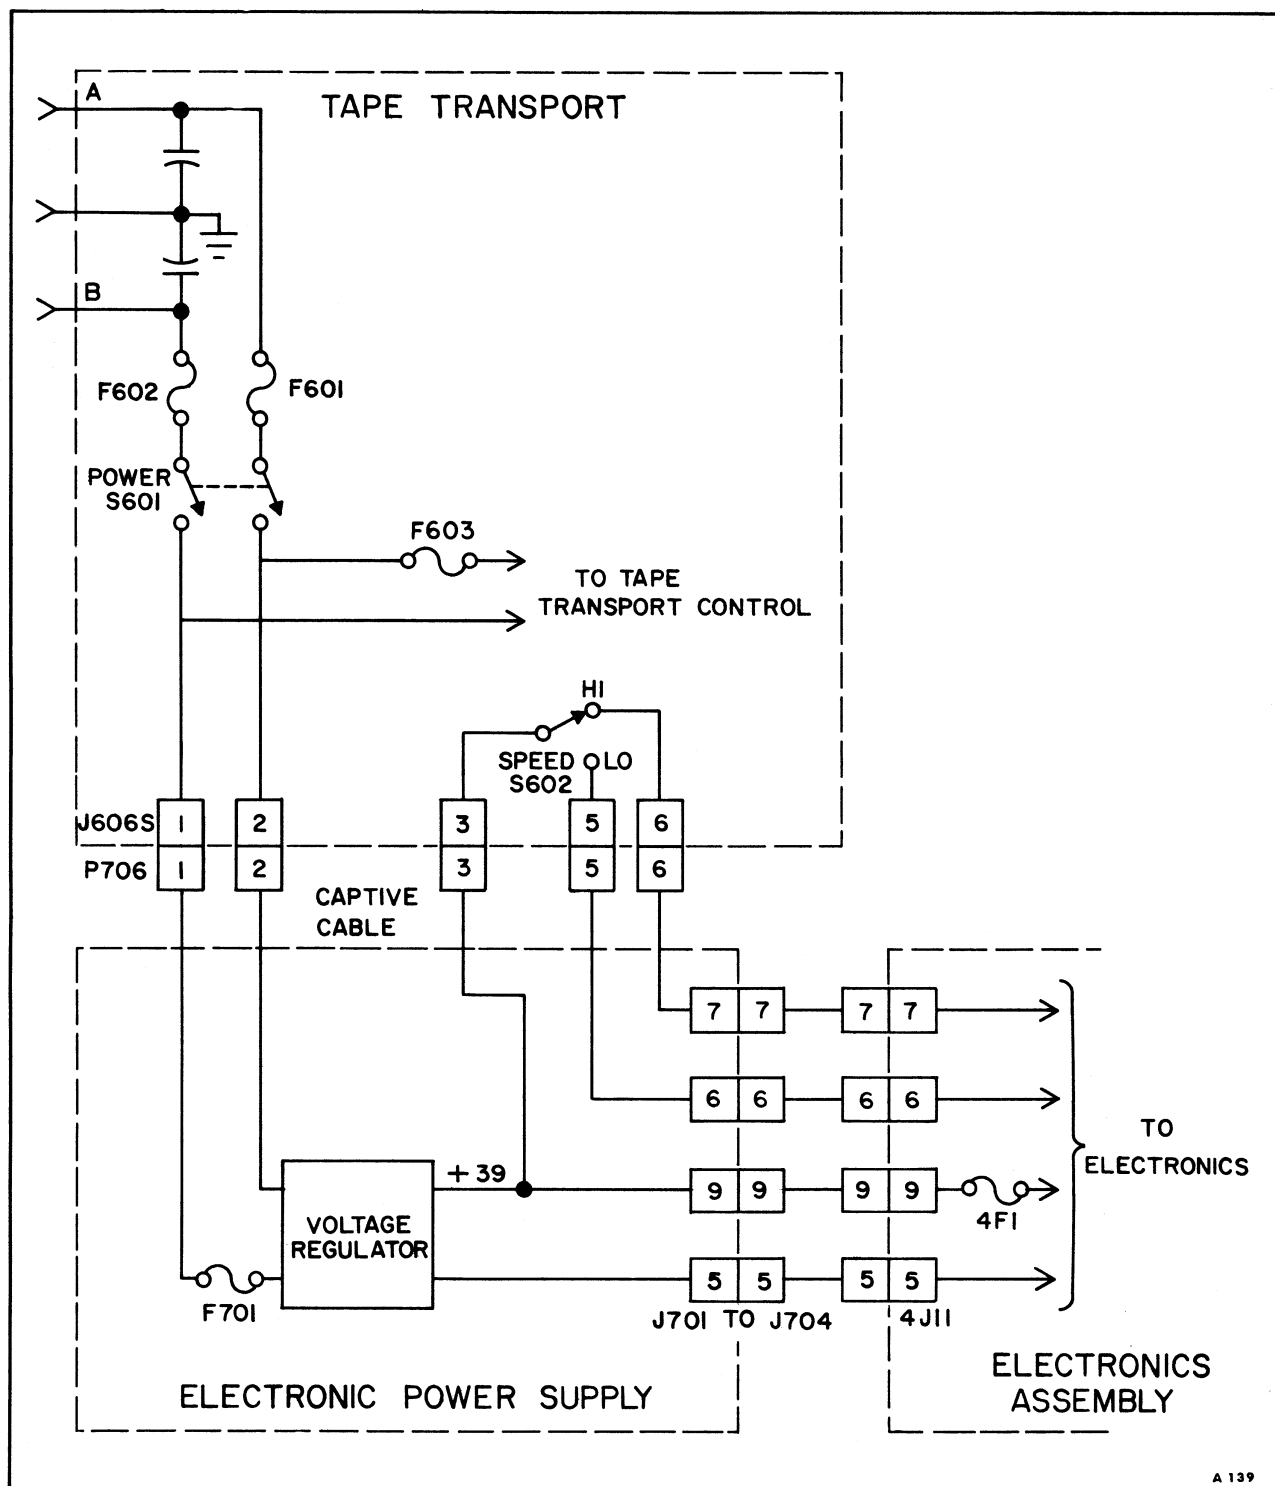 A
TAPE TRANSPORT
B
F602
F601
POWER
S601
F603
TO TAPE
TRANSPORT CONTROL
HI
SPEED
LO
S602
J606S
1
2
3
5
6
P706
1
2
3
5
6
CAPTIVE
CABLE
7
7
7
7
6
6
6
6
TO
ELECTRONICS
+39
9
9
9
9
4F1
VOLTAGE
REGULATOR
5
5
5
5
F701
J701 TO J704
4J11
ELECTRONIC POWER SUPPLY
ELECTRONICS
ASSEMBLY
A 139